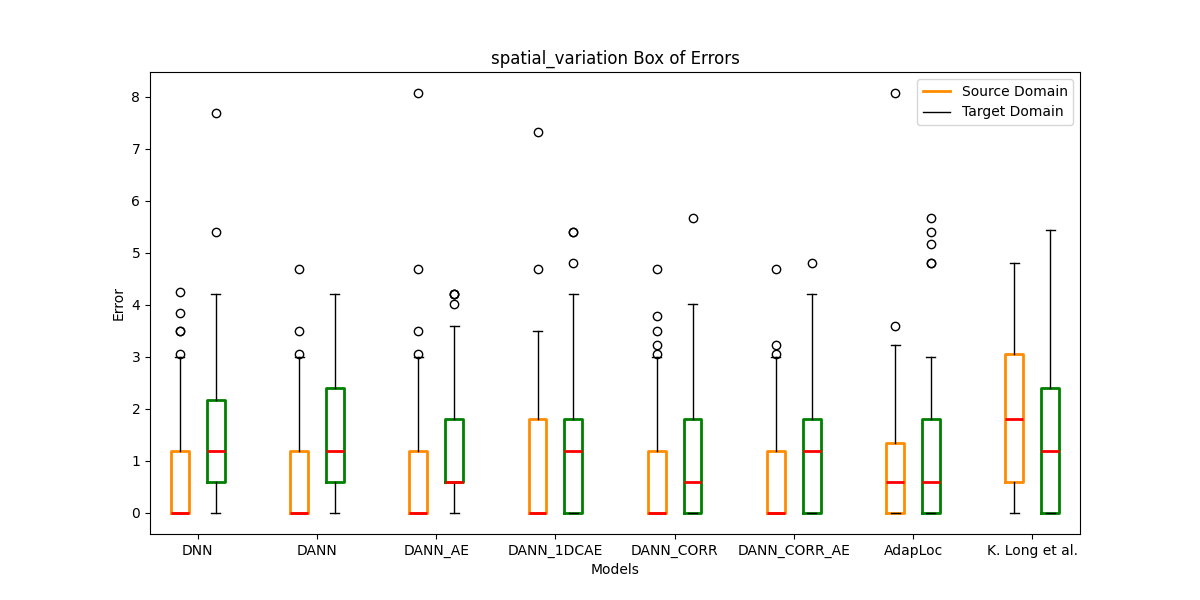 spatial_variation Box of Errors
Source Domain
Target Domain
Error
8
7
6
5
4
3
2
1
0
DNN
DANN
DANN_AE
DANN_1DCAE
DANN_CORR
DANN_CORR_AE
AdapLoc
K. Long et al.
Models